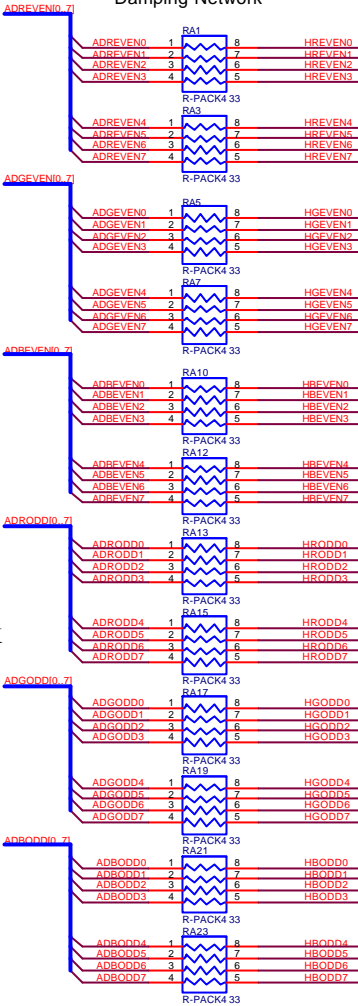 Damping Network
ADREVEN[0..7]
RA1
ADREVEN0 1 8 HREVEN0
ADREVEN1 2 7 HREVEN1
ADREVEN2 3 6 HREVEN2
ADREVEN3 4 5 HREVEN3
R-PACK4 33
RA3
ADREVEN4 1 8 HREVEN4
ADREVEN5 2 7 HREVEN5
ADREVEN6 3 6 HREVEN6
ADREVEN7 4 5 HREVEN7
R-PACK4 33
ADGEVEN[0..7]
RA5
ADGEVEN0 1 8 HGEVEN0
ADGEVEN1 2 7 HGEVEN1
ADGEVEN2 3 6 HGEVEN2
ADGEVEN3 4 5 HGEVEN3
R-PACK4 33
RA7
ADGEVEN4 1 8 HGEVEN4
ADGEVEN5 2 7 HGEVEN5
ADGEVEN6 3 6 HGEVEN6
ADGEVEN7 4 5 HGEVEN7
R-PACK4 33
ADBEVEN[0..7]
RA10
ADBEVEN0 1 8 HBEVEN0
ADBEVEN1 2 7 HBEVEN1
ADBEVEN2 3 6 HBEVEN2
ADBEVEN3 4 5 HBEVEN3
R-PACK4 33
RA12
ADBEVEN4 1 8 HBEVEN4
ADBEVEN5 2 7 HBEVEN5
ADBEVEN6 3 6 HBEVEN6
ADBEVEN7 4 5 HBEVEN7
R-PACK4 33
ADRODD[0..7]
RA13
ADRODD0 1 8 HRODD0
ADRODD1 2 7 HRODD1
ADRODD2 3 6 HRODD2
ADRODD3 4 5 HRODD3
R-PACK4 33
RA15
ADRODD4 1 8 HRODD4
ADRODD5 2 7 HRODD5
ADRODD6 3 6 HRODD6
ADRODD7 4 5 HRODD7
R-PACK4 33
ADGODD[0..7]
RA17
ADGODD0 1 8 HGODD0
ADGODD1 2 7 HGODD1
ADGODD2 3 6 HGODD2
ADGODD3 4 5 HGODD3
R-PACK4 33
RA19
ADGODD4 1 8 HGODD4
ADGODD5 2 7 HGODD5
ADGODD6 3 6 HGODD6
ADGODD7 4 5 HGODD7
R-PACK4 33
ADBODD[0..7]
RA21
ADBODD0 1 8 HBODD0
ADBODD1 2 7 HBODD1
ADBODD2 3 6 HBODD2
ADBODD3 4 5 HBODD3
R-PACK4 33
RA23
ADBODD4 1 8 HBODD4
ADBODD5 2 7 HBODD5
ADBODD6 3 6 HBODD6
ADBODD7 4 5 HBODD7
R-PACK4 33